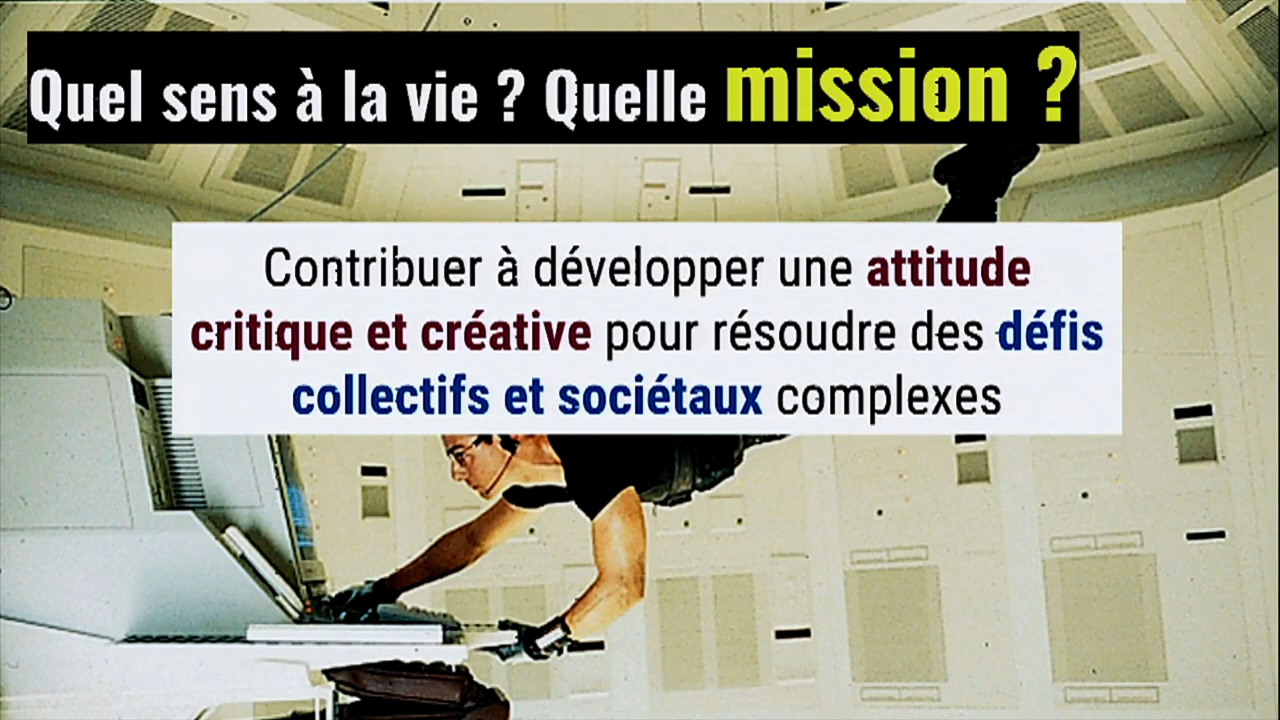 Quel sens à la vie ? Quelle mission ?
Contribuer à développer une attitude
critique et créative pour résoudre des défis
collectifs et sociétaux complexes